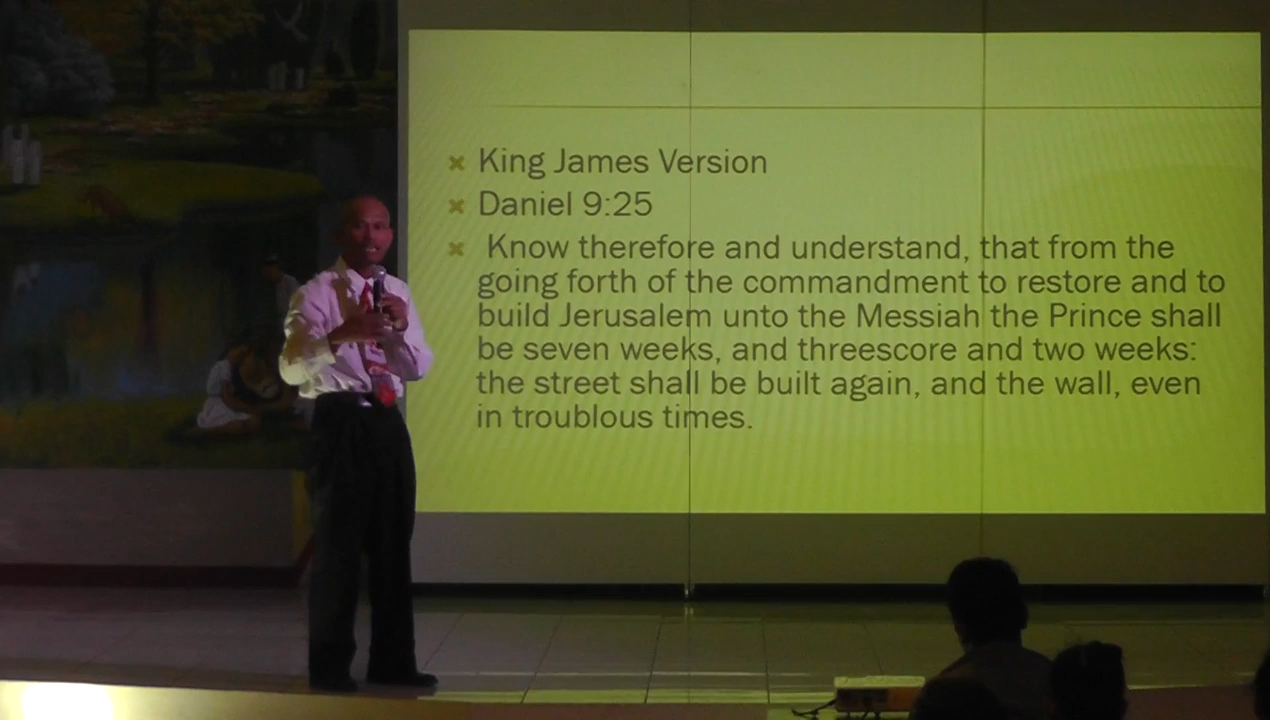 King James Version
Daniel 9:25
Know therefore and understand, that from the
going forth of the commandment to restore and to
build Jerusalem unto the Messiah the Prince shall
be seven weeks, and threescore and two weeks:
the street shall be built again, and the wall, even
in troublous times.